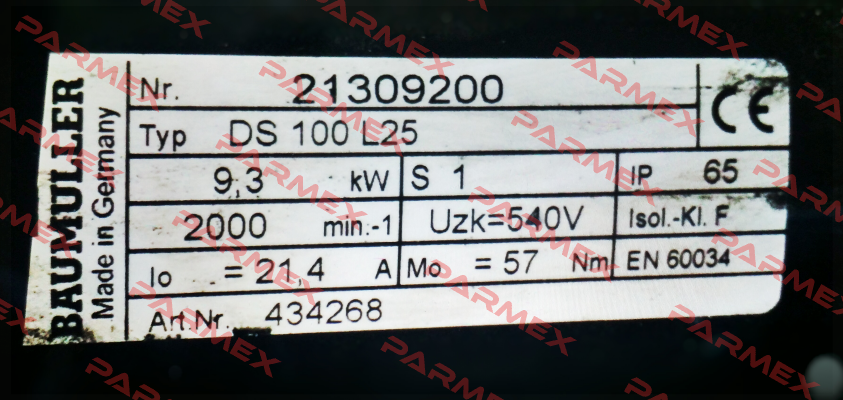 BAUMULLER
Made in Germany
Nr. 21309200
CE
Typ DS 100 L25
9,3 kW S 1 IP 65
2000 min.-1 Uzk=540V Isol.-Kl. F
Io = 21,4 A Mo = 57 Nm EN 60034
Art.Nr. 434268
PARMEX